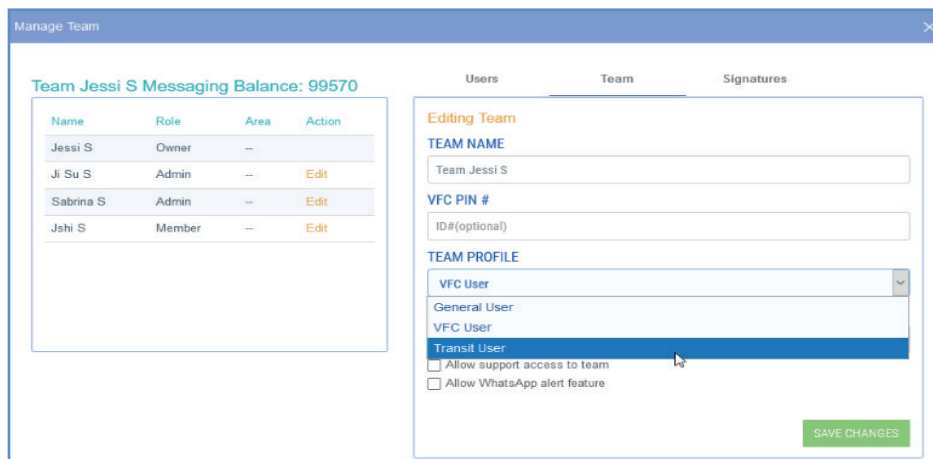 Manage Team
Team Jessi S Messaging Balance: 99570
Name Role Area Action
Jessi S Owner --
Ji Su S Admin -- Edit
Sabrina S Admin -- Edit
Jshi S Member -- Edit
Users Team Signatures
Editing Team
TEAM NAME
Team Jessi S
VFC PIN #
ID#(optional)
TEAM PROFILE
VFC User
General User
VFC User
Transit User
Allow support access to team
Allow WhatsApp alert feature
SAVE CHANGES